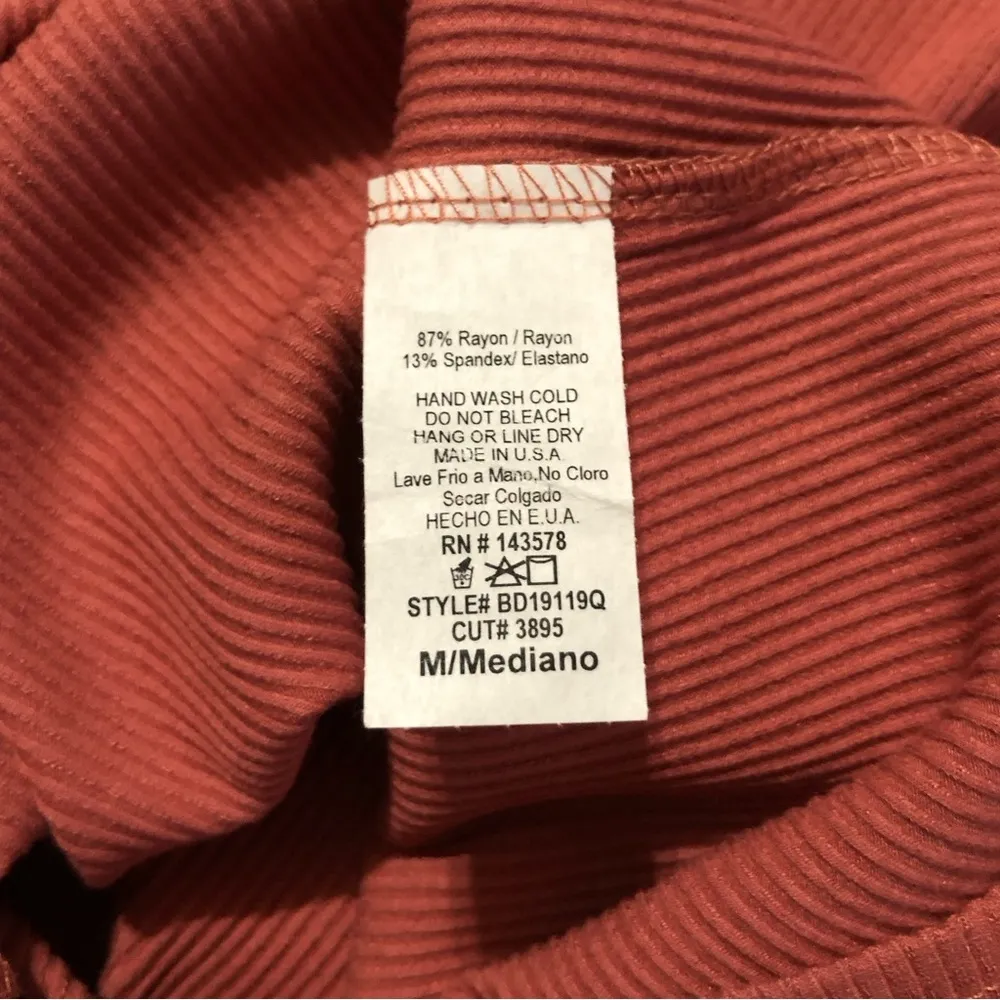 87% Rayon / Rayon
13% Spandex/ Elastano
HAND WASH COLD
DO NOT BLEACH
HANG OR LINE DRY
MADE IN U.S.A.
Lave Frio a Mano,No Cloro
Secar Colgado
HECHO EN E.U.A.
RN # 143578
30C
STYLE# BD19119Q
CUT# 3895
M/Mediano